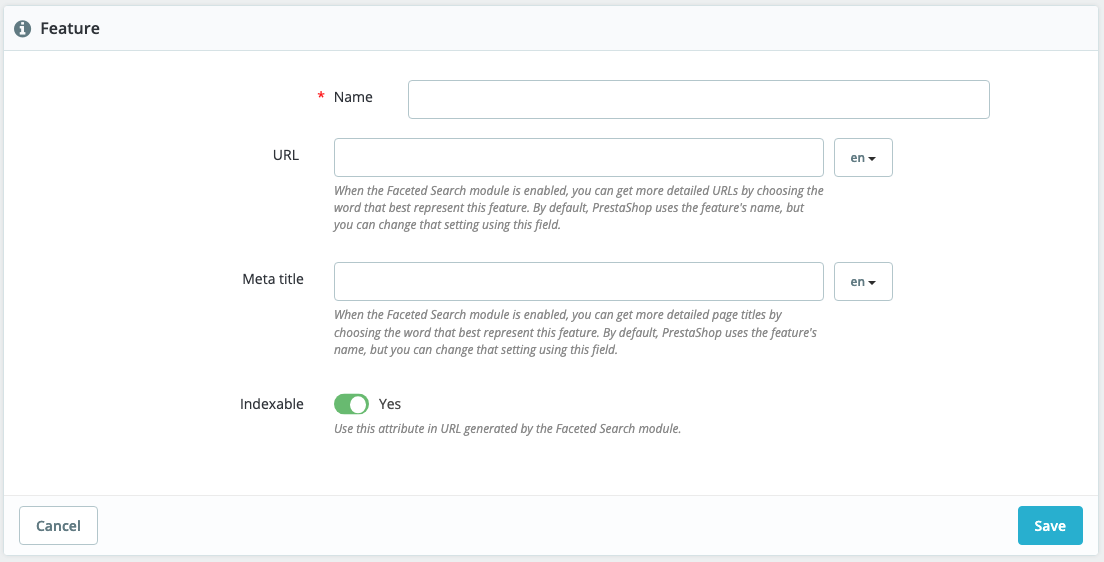 Feature
* Name
URL
en
When the Faceted Search module is enabled, you can get more detailed URLs by choosing the
word that best represent this feature. By default, PrestaShop uses the feature's name, but
you can change that setting using this field.
Meta title
en
When the Faceted Search module is enabled, you can get more detailed page titles by
choosing the word that best represent this feature. By default, PrestaShop uses the feature's
name, but you can change that setting using this field.
Indexable
Yes
Use this attribute in URL generated by the Faceted Search module.
Cancel
Save